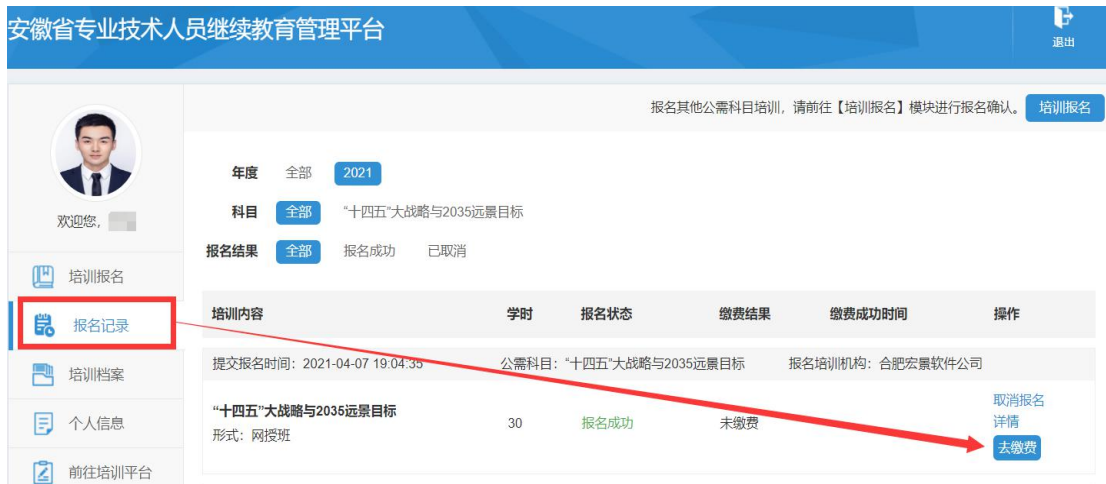 安徽省专业技术人员继续教育管理平台
退出
报名其他公需科目培训，请前往【培训报名】模块进行报名确认。 培训报名
欢迎您,
年度 全部 2021
科目 全部 “十四五”大战略与2035远景目标
报名结果 全部 报名成功 已取消
培训报名
报名记录
培训档案
个人信息
前往培训平台
培训内容 学时 报名状态 缴费结果 缴费成功时间 操作
提交报名时间：2021-04-07 19:04:35 公需科目：“十四五”大战略与2035远景目标 报名培训机构：合肥宏景软件公司
“十四五”大战略与2035远景目标
形式：网授班
30 报名成功 未缴费
取消报名
详情
去缴费